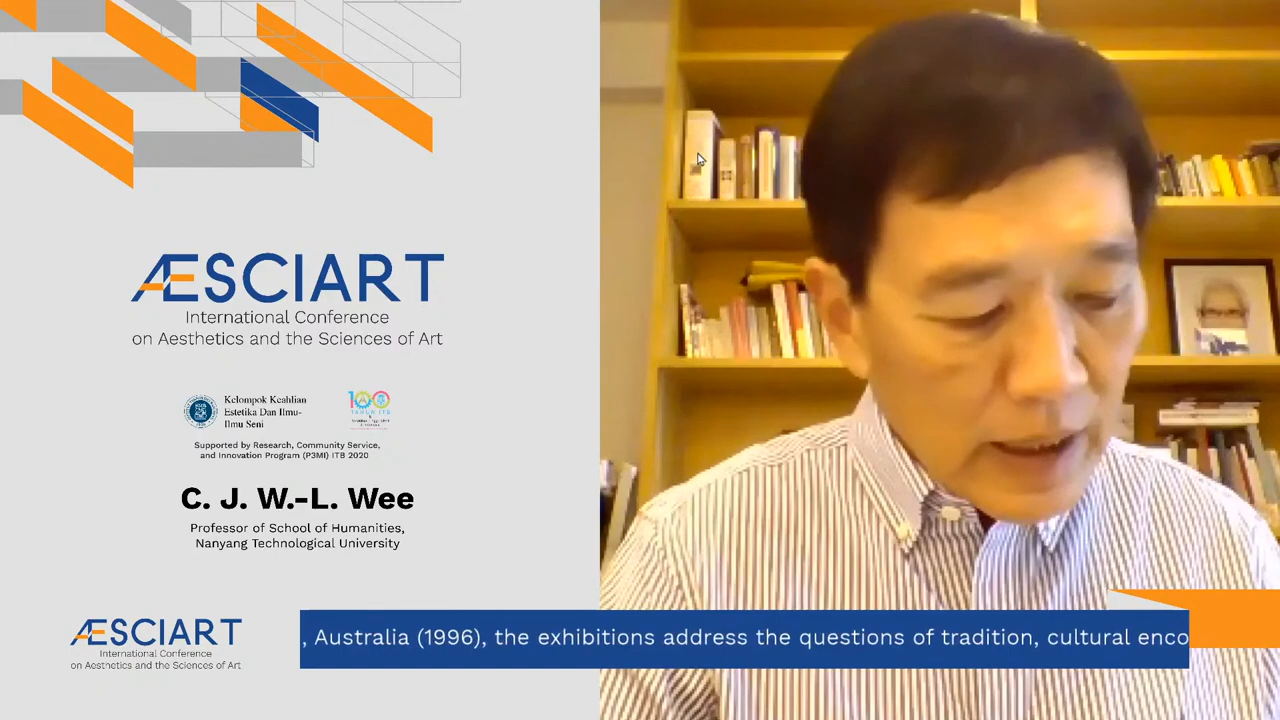 ÆSCIART
International Conference
on Aesthetics and the Sciences of Art
Kelompok Keahlian
Estetika Dan Ilmu-
Ilmu Seni
100
TAHUN ITB
Supported by Research, Community Service,
and Innovation Program (P3MI) ITB 2020
C. J. W.-L. Wee
Professor of School of Humanities,
Nanyang Technological University
ÆSCIART
International Conference
on Aesthetics and the Sciences of Art
, Australia (1996), the exhibitions address the questions of tradition, cultural enco